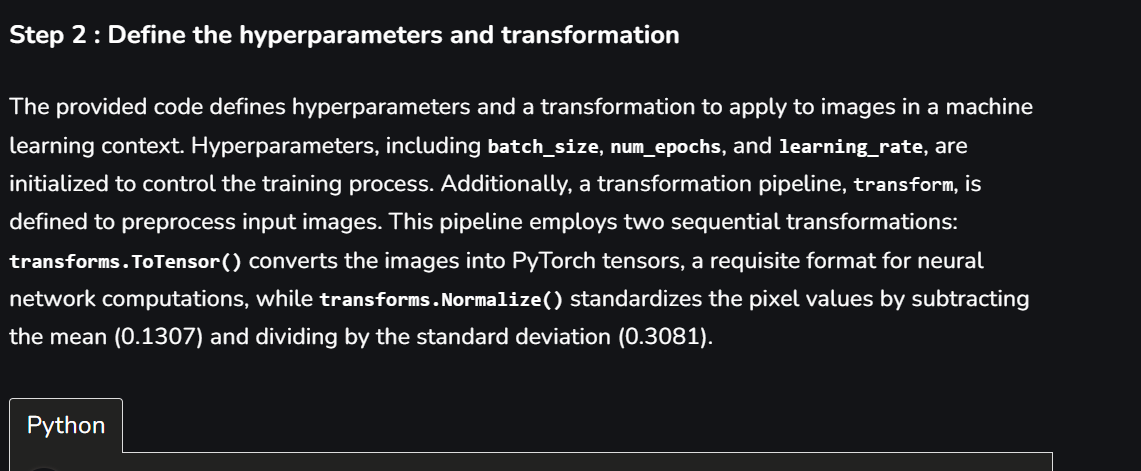 Step 2 : Define the hyperparameters and transformation
The provided code defines hyperparameters and a transformation to apply to images in a machine
learning context. Hyperparameters, including batch_size, num_epochs, and learning_rate, are
initialized to control the training process. Additionally, a transformation pipeline, transform, is
defined to preprocess input images. This pipeline employs two sequential transformations:
transforms.ToTensor() converts the images into PyTorch tensors, a requisite format for neural
network computations, while transforms.Normalize() standardizes the pixel values by subtracting
the mean (0.1307) and dividing by the standard deviation (0.3081).
Python